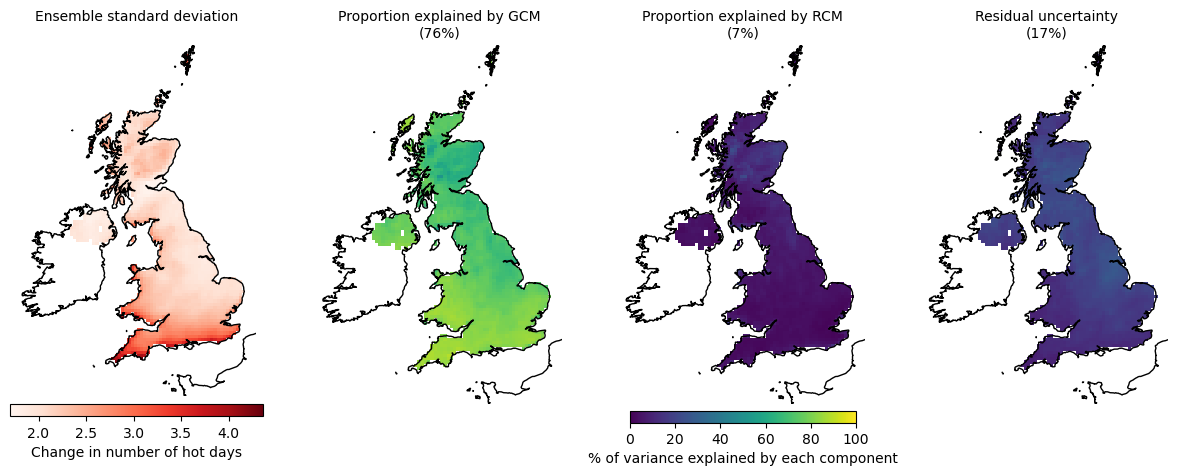 Ensemble standard deviation
Proportion explained by GCM
(76%)
Proportion explained by RCM
(7%)
Residual uncertainty
(17%)
2.0 2.5 3.0 3.5 4.0
Change in number of hot days
0 20 40 60 80 100
% of variance explained by each component